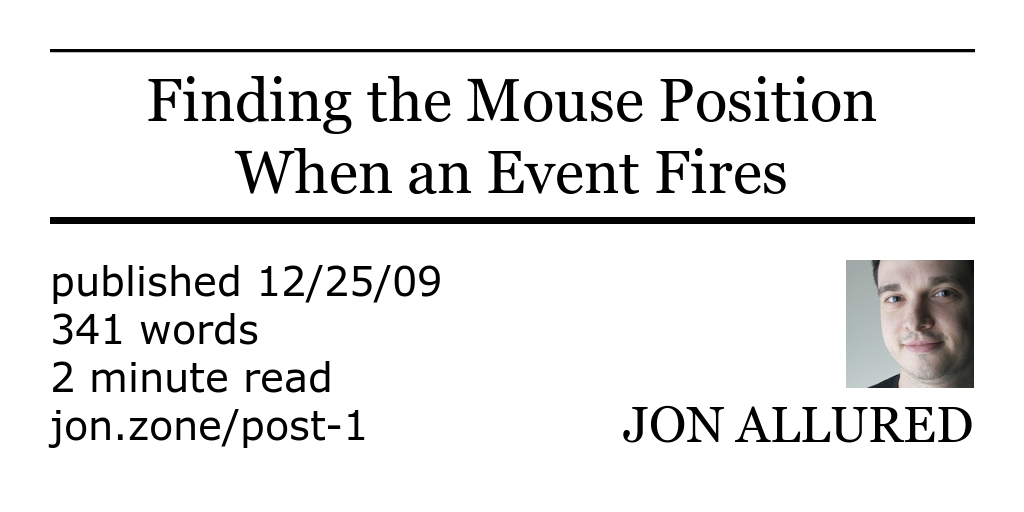 Finding the Mouse Position
When an Event Fires
published 12/25/09
341 words
2 minute read
jon.zone/post-1
JON ALLURED